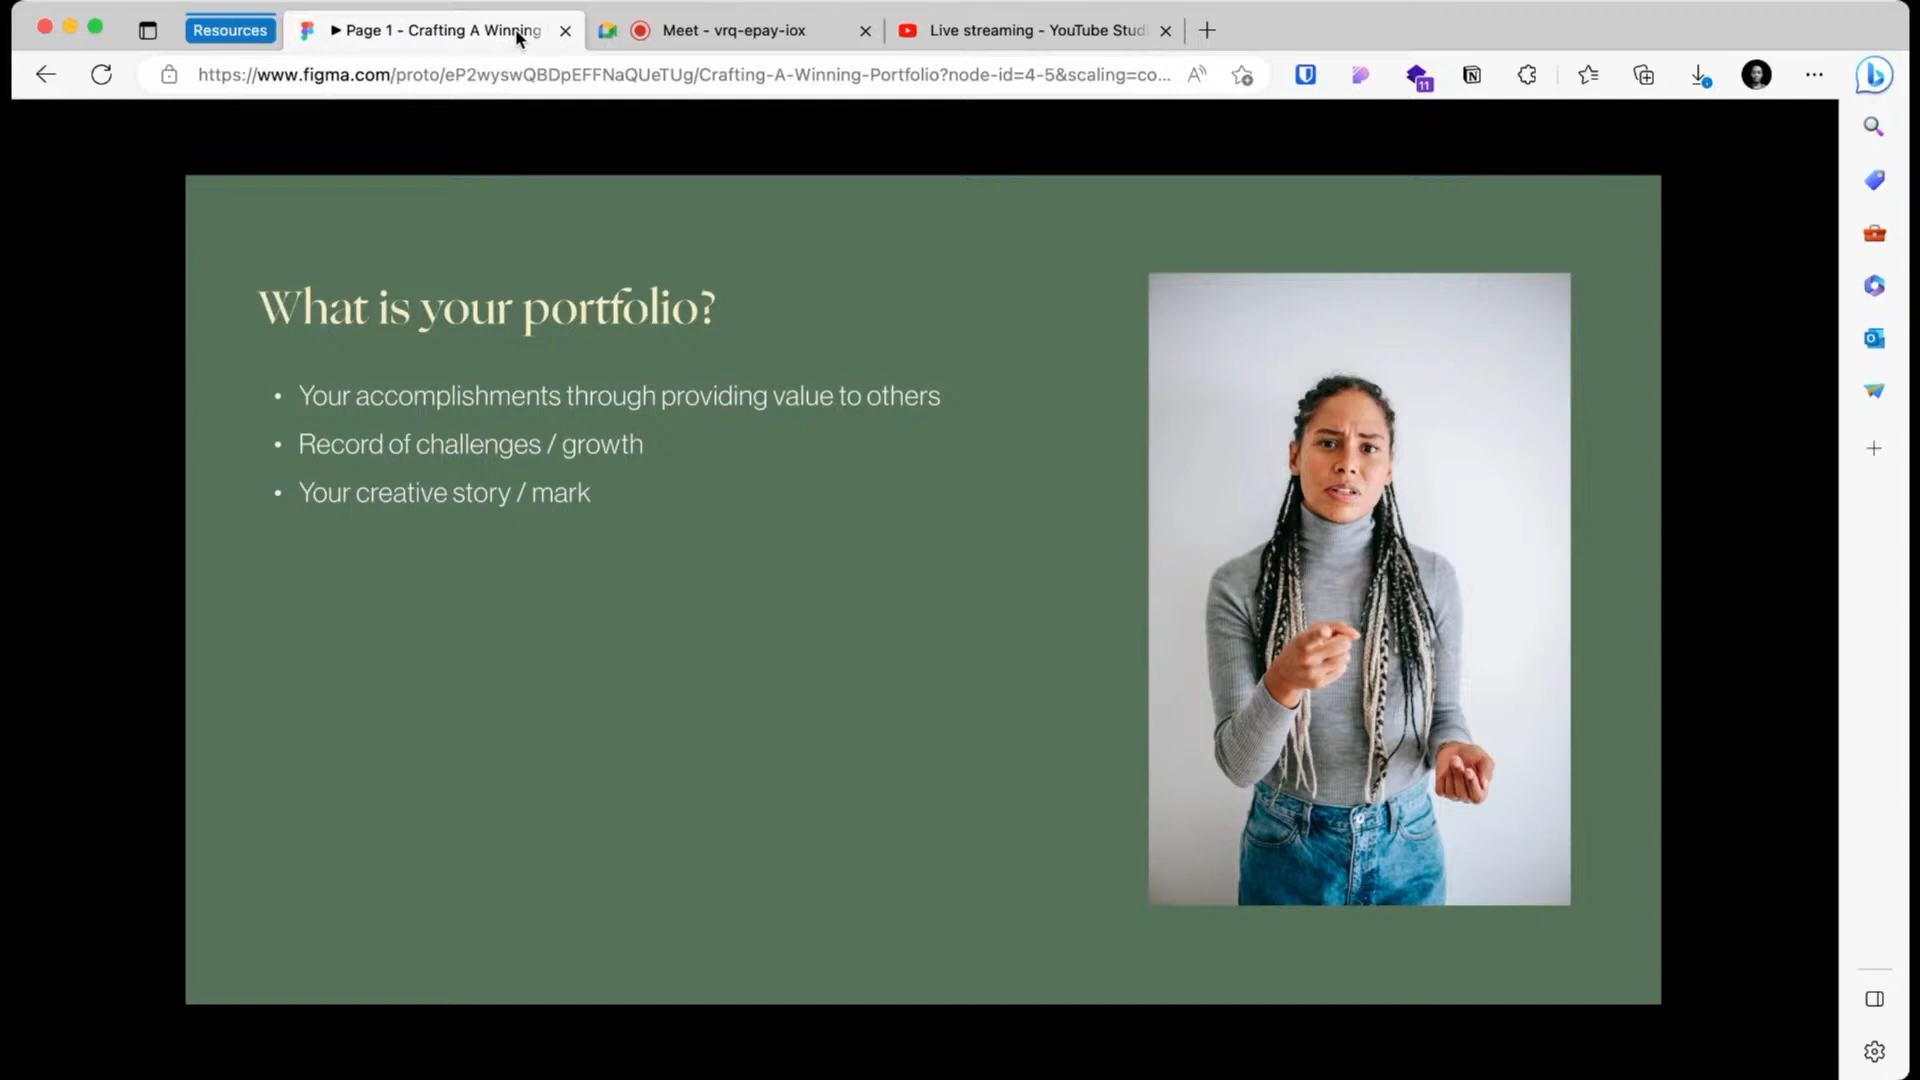 Resources
Page 1 - Crafting A Winning
Meet - vrq-epay-iox
Live streaming - YouTube Stud
https://www.figma.com/proto/eP2wyswQBDpEFFNaQUeTUg/Crafting-A-Winning-Portfolio?node-id=4-5&scaling=co...
11
What is your portfolio?
• Your accomplishments through providing value to others
• Record of challenges / growth
• Your creative story / mark